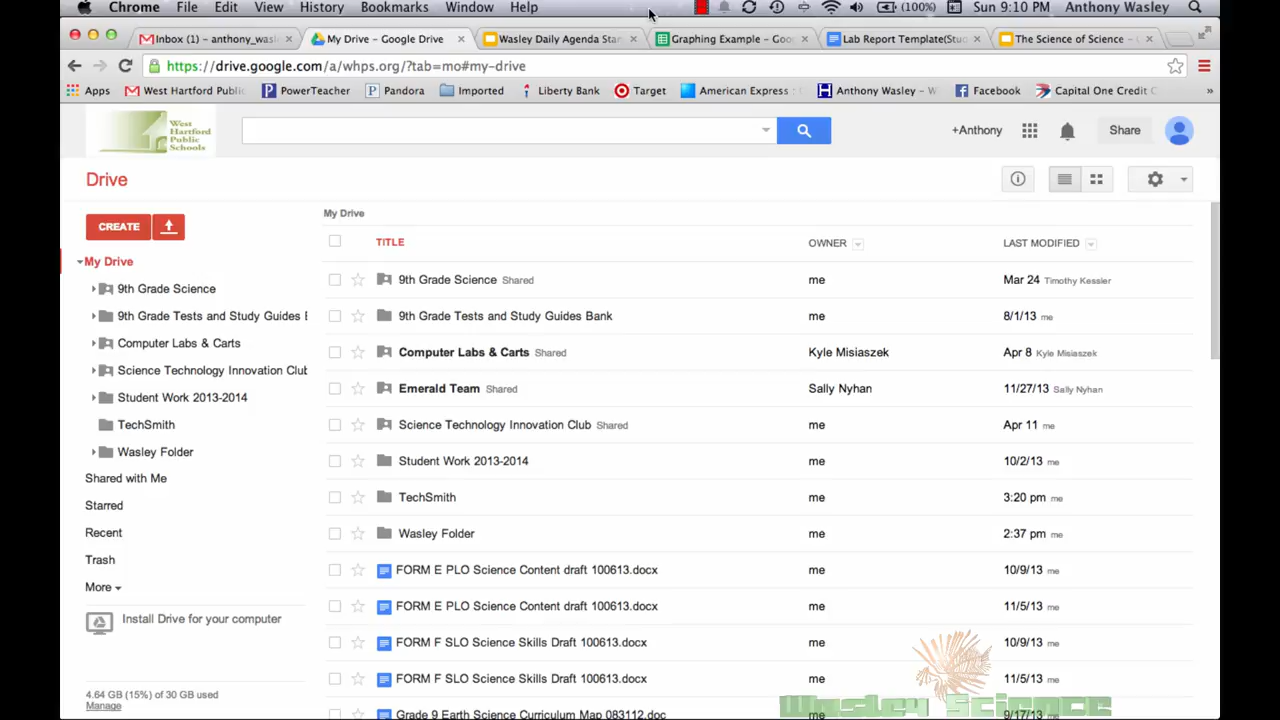 Chrome File Edit View History Bookmarks Window Help (100%) Sun 9:10 PM Anthony Wasley
Inbox (1) – anthony_wasl My Drive – Google Drive Wasley Daily Agenda Star Graphing Example – Goo Lab Report Template(Stu The Science of Science –
https://drive.google.com/a/whps.org/?tab=mo#my-drive
Apps West Hartford Public PowerTeacher Pandora Imported Liberty Bank Target American Express : Anthony Wasley – W Facebook Capital One Credit C »
West
Hartford
Public
Schools
+Anthony Share
Drive
CREATE
My Drive
TITLE OWNER LAST MODIFIED
My Drive
9th Grade Science
9th Grade Tests and Study Guides B
Computer Labs & Carts
Science Technology Innovation Club
Student Work 2013-2014
TechSmith
Wasley Folder
Shared with Me
Starred
Recent
Trash
More
Install Drive for your computer
4.64 GB (15%) of 30 GB used
Manage
9th Grade Science Shared me Mar 24 Timothy Kessler
9th Grade Tests and Study Guides Bank me 8/1/13 me
Computer Labs & Carts Shared Kyle Misiaszek Apr 8 Kyle Misiaszek
Emerald Team Shared Sally Nyhan 11/27/13 Sally Nyhan
Science Technology Innovation Club Shared me Apr 11 me
Student Work 2013-2014 me 10/2/13 me
TechSmith me 3:20 pm me
Wasley Folder me 2:37 pm me
FORM E PLO Science Content draft 100613.docx me 10/9/13 me
FORM E PLO Science Content draft 100613.docx me 11/5/13 me
FORM F SLO Science Skills Draft 100613.docx me 10/9/13 me
FORM F SLO Science Skills Draft 100613.docx me 11/5/13 me
Grade 9 Earth Science Curriculum Map 083112.doc me 9/17/13 me
Wasley Science